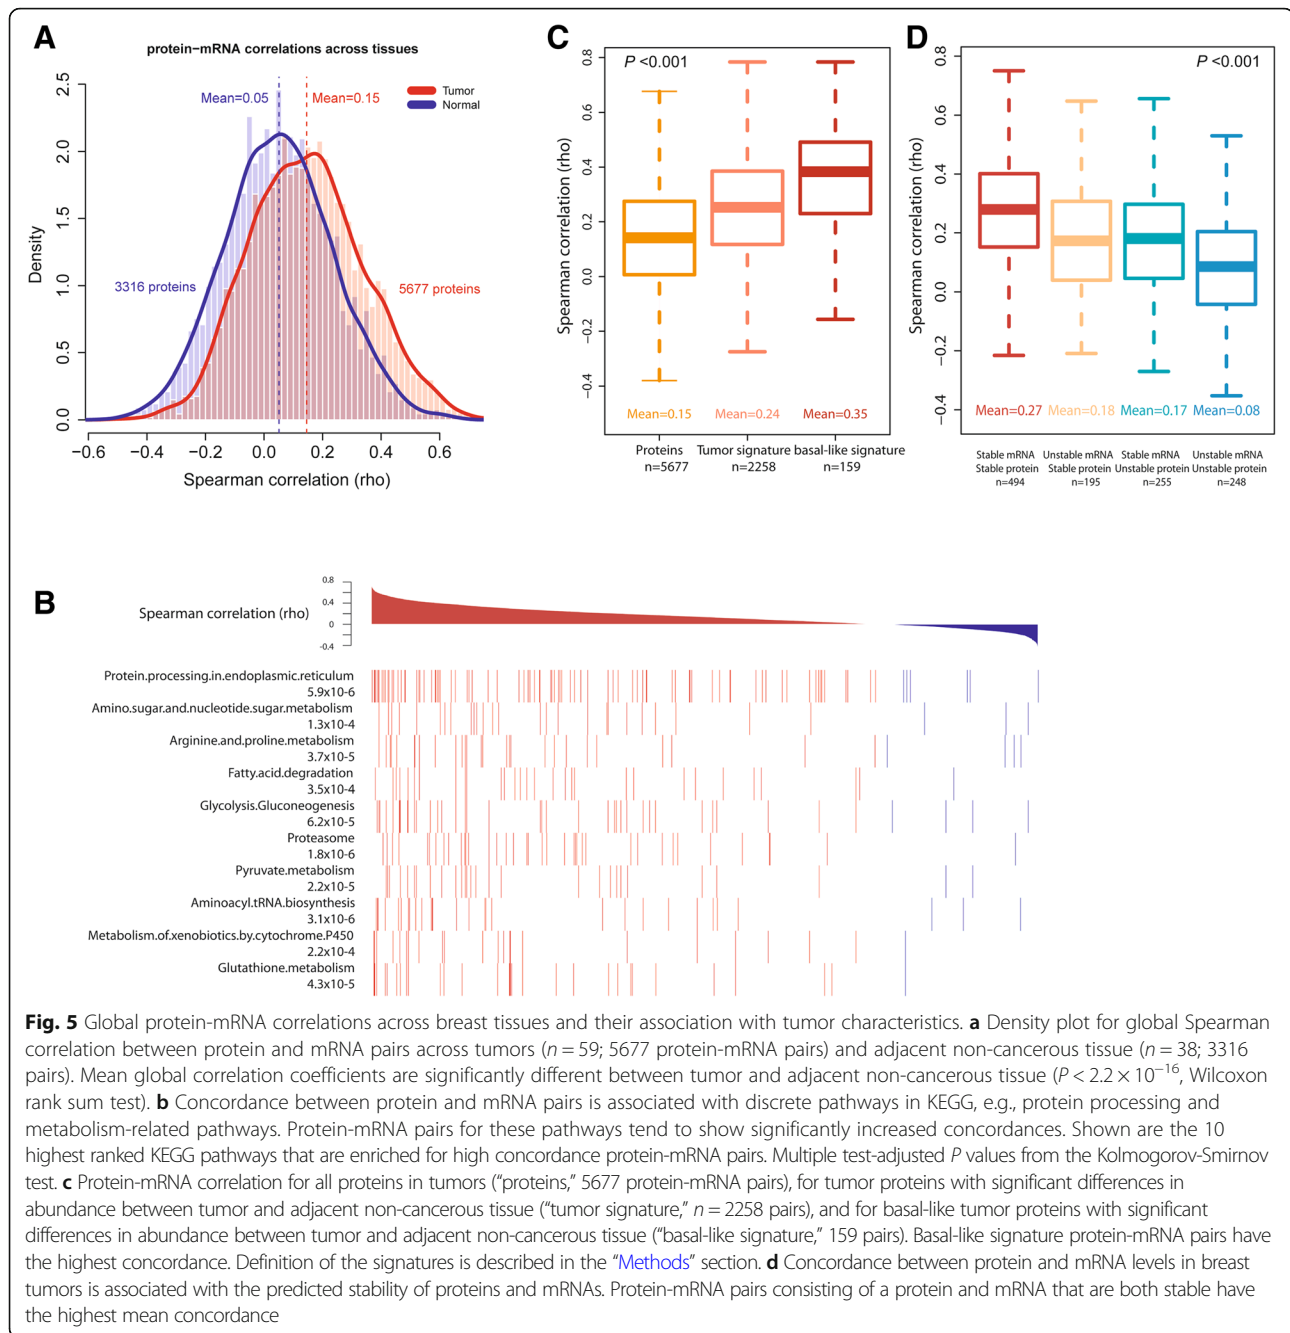 A
protein−mRNA correlations across tissues
Mean=0.05
Mean=0.15
Tumor
Normal
3316 proteins
5677 proteins
Density
0.0
0.5
1.0
1.5
2.0
2.5
−0.6
−0.4
−0.2
0.0
0.2
0.4
0.6
Spearman correlation (rho)
C
P <0.001
Spearman correlation (rho)
0.8
0.6
0.4
0.2
0.0
−0.2
−0.4
Mean=0.15
Mean=0.24
Mean=0.35
Proteins
n=5677
Tumor signature
n=2258
basal-like signature
n=159
D
P <0.001
Spearman correlation (rho)
0.8
0.6
0.4
0.2
0.0
−0.2
−0.4
Mean=0.27
Mean=0.18
Mean=0.17
Mean=0.08
Stable mRNA
Stable protein
n=494
Unstable mRNA
Stable protein
n=195
Stable mRNA
Unstable protein
n=255
Unstable mRNA
Unstable protein
n=248
B
Spearman correlation (rho)
0.8
0.4
0
-0.4
Protein.processing.in.endoplasmic.reticulum
5.9x10-6
Amino.sugar.and.nucleotide.sugar.metabolism
1.3x10-4
Arginine.and.proline.metabolism
3.7x10-5
Fatty.acid.degradation
3.5x10-4
Glycolysis.Gluconeogenesis
6.2x10-5
Proteasome
1.8x10-6
Pyruvate.metabolism
2.2x10-5
Aminoacyl.tRNA.biosynthesis
3.1x10-6
Metabolism.of.xenobiotics.by.cytochrome.P450
2.2x10-4
Glutathione.metabolism
4.3x10-5
Fig. 5 Global protein-mRNA correlations across breast tissues and their association with tumor characteristics. a Density plot for global Spearman
correlation between protein and mRNA pairs across tumors (n = 59; 5677 protein-mRNA pairs) and adjacent non-cancerous tissue (n = 38; 3316
pairs). Mean global correlation coefficients are significantly different between tumor and adjacent non-cancerous tissue (P < 2.2 × 10−16, Wilcoxon
rank sum test). b Concordance between protein and mRNA pairs is associated with discrete pathways in KEGG, e.g., protein processing and
metabolism-related pathways. Protein-mRNA pairs for these pathways tend to show significantly increased concordances. Shown are the 10
highest ranked KEGG pathways that are enriched for high concordance protein-mRNA pairs. Multiple test-adjusted P values from the Kolmogorov-Smirnov
test. c Protein-mRNA correlation for all proteins in tumors (“proteins,” 5677 protein-mRNA pairs), for tumor proteins with significant differences in
abundance between tumor and adjacent non-cancerous tissue (“tumor signature,” n = 2258 pairs), and for basal-like tumor proteins with significant
differences in abundance between tumor and adjacent non-cancerous tissue (“basal-like signature,” 159 pairs). Basal-like signature protein-mRNA pairs have
the highest concordance. Definition of the signatures is described in the “Methods” section. d Concordance between protein and mRNA levels in breast
tumors is associated with the predicted stability of proteins and mRNAs. Protein-mRNA pairs consisting of a protein and mRNA that are both stable have
the highest mean concordance